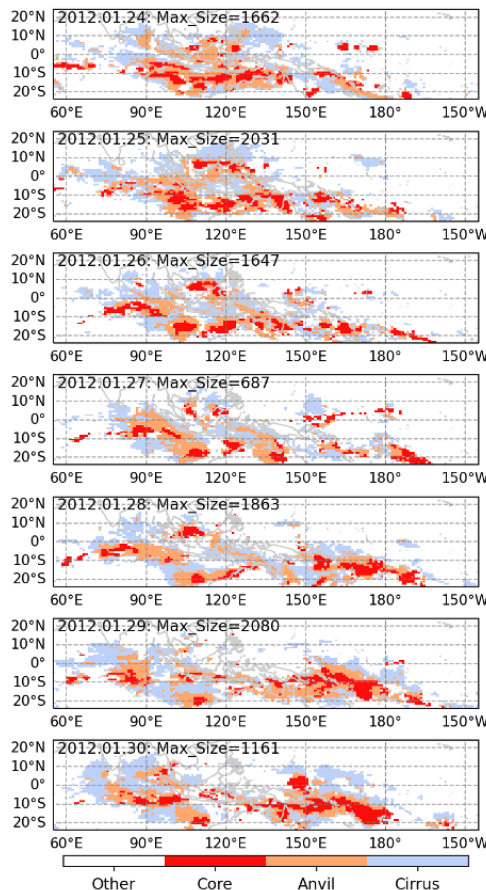 2012.01.24: Max_Size=1662
20°N
10°N
0°
10°S
20°S
60°E 90°E 120°E 150°E 180° 150°W
2012.01.25: Max_Size=2031
20°N
10°N
0°
10°S
20°S
60°E 90°E 120°E 150°E 180° 150°W
2012.01.26: Max_Size=1647
20°N
10°N
0°
10°S
20°S
60°E 90°E 120°E 150°E 180° 150°W
2012.01.27: Max_Size=687
20°N
10°N
0°
10°S
20°S
60°E 90°E 120°E 150°E 180° 150°W
2012.01.28: Max_Size=1863
20°N
10°N
0°
10°S
20°S
60°E 90°E 120°E 150°E 180° 150°W
2012.01.29: Max_Size=2080
20°N
10°N
0°
10°S
20°S
60°E 90°E 120°E 150°E 180° 150°W
2012.01.30: Max_Size=1161
20°N
10°N
0°
10°S
20°S
60°E 90°E 120°E 150°E 180° 150°W
Other Core Anvil Cirrus